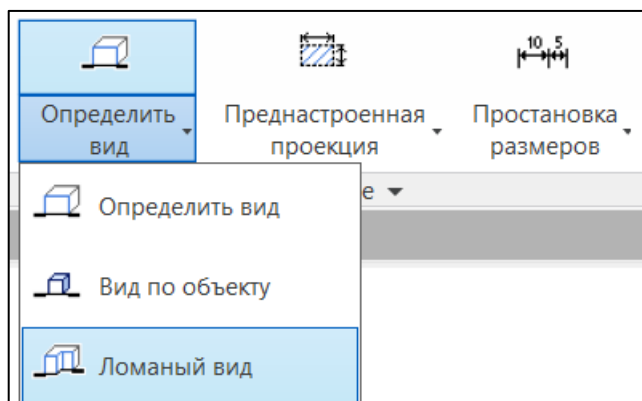 10 5
Определить Преднастроенная Простановка
вид проекция размеров
е
Определить вид
Вид по объекту
Ломаный вид